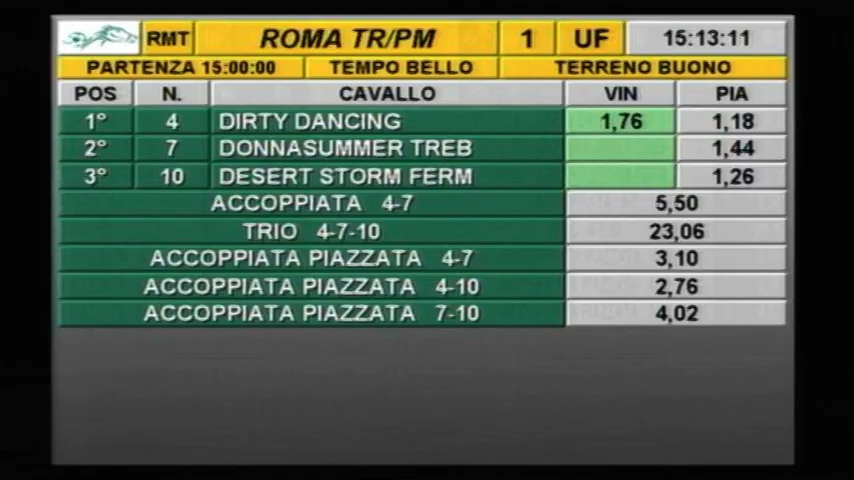 RMT ROMA TR/PM 1 UF 15:13:11
PARTENZA 15:00:00 TEMPO BELLO TERRENO BUONO
POS N. CAVALLO VIN PIA
1° 4 DIRTY DANCING 1,76 1,18
2° 7 DONNASUMMER TREB 1,44
3° 10 DESERT STORM FERM 1,26
ACCOPPIATA 4-7 5,50
TRIO 4-7-10 23,06
ACCOPPIATA PIAZZATA 4-7 3,10
ACCOPPIATA PIAZZATA 4-10 2,76
ACCOPPIATA PIAZZATA 7-10 4,02